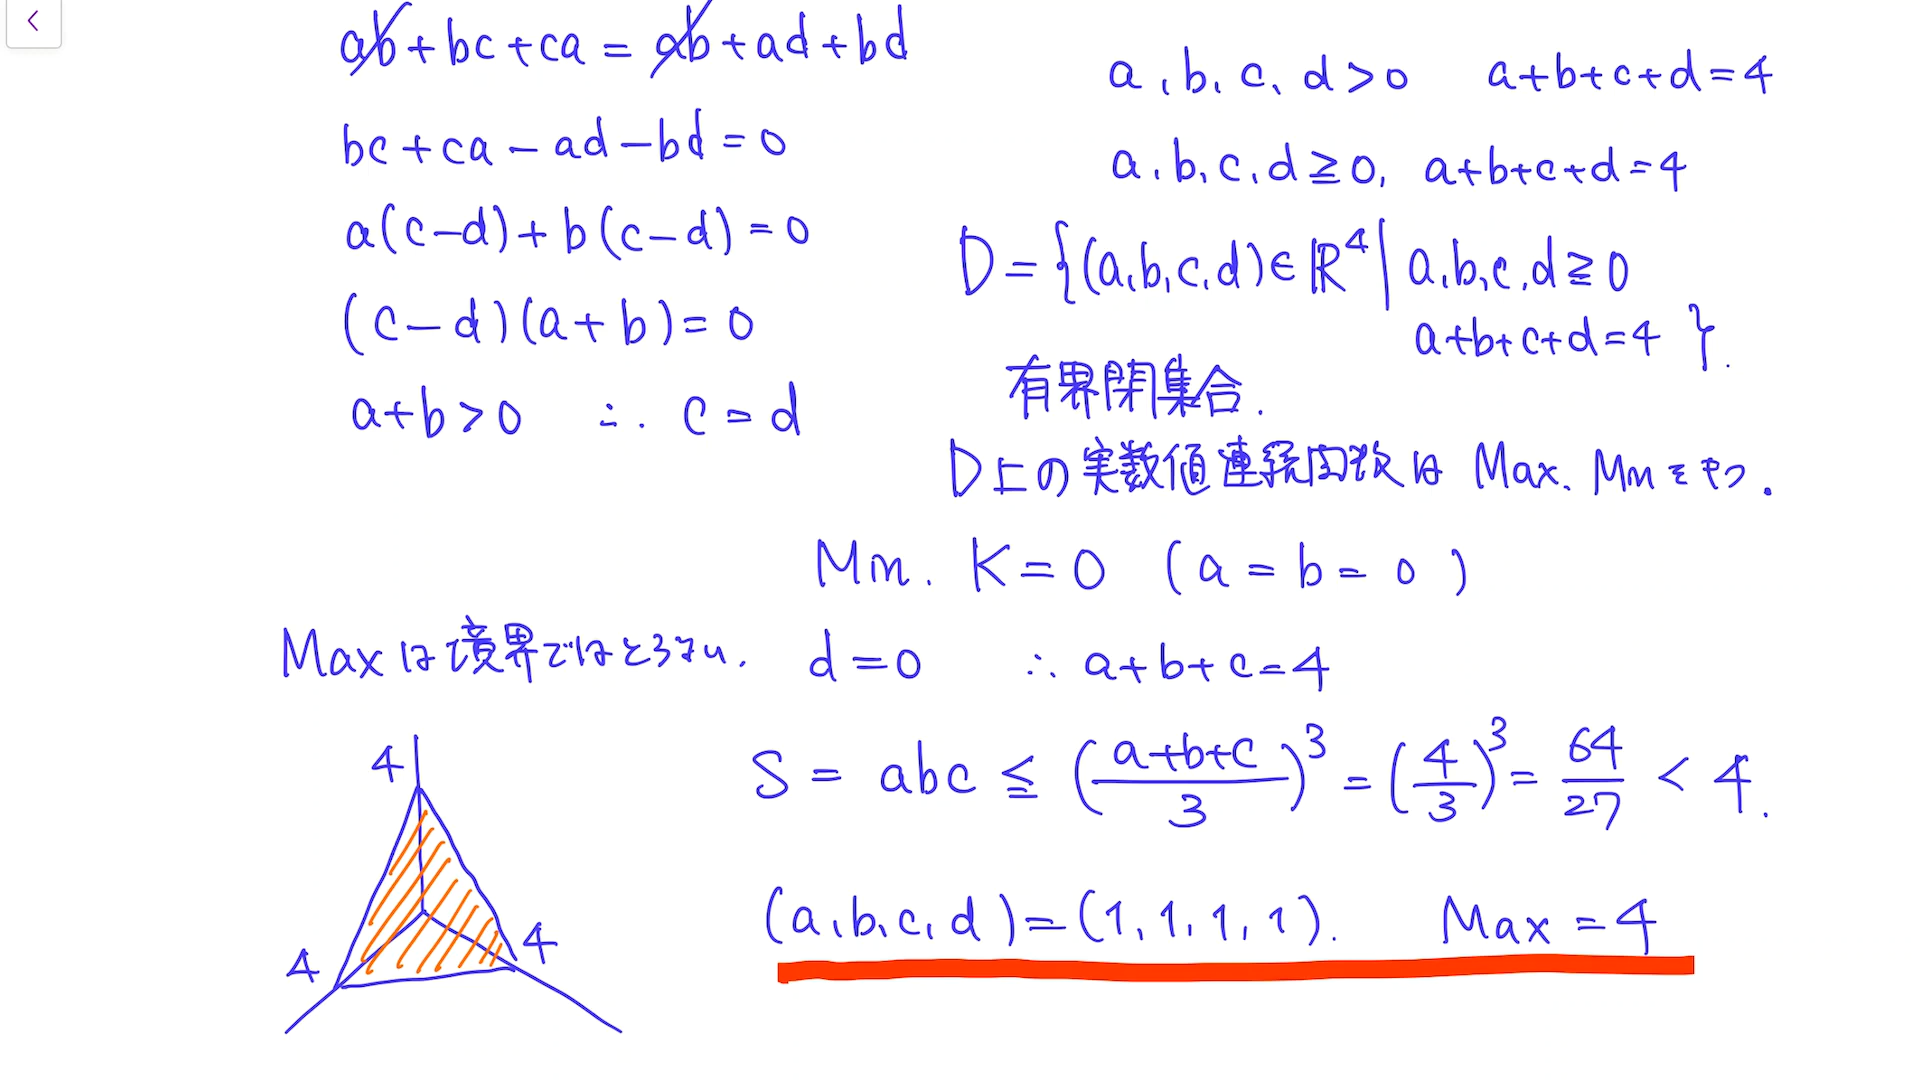 ab+bc+ca=ab+ad+bd
bc+ca-ad-bd=0
a(c-d)+b(c-d)=0
(c-d)(a+b)=0
a+b>0 ∴ c=d
a,b,c,d>0 a+b+c+d=4
a,b,c,d≧0, a+b+c+d=4
D={(a,b,c,d)∈ℝ⁴|a,b,c,d≧0
a+b+c+d=4}.
有界閉集合.
D上の実数値連続関数は Max、Minをもつ.
Min. K=0 (a=b=0)
Maxは境界ではとらない.
d=0 ∴ a+b+c=4
S=abc≦((a+b+c)/3)³=(4/3)³=64/27<4.
(a,b,c,d)=(1,1,1,1). Max=4
4
4
4